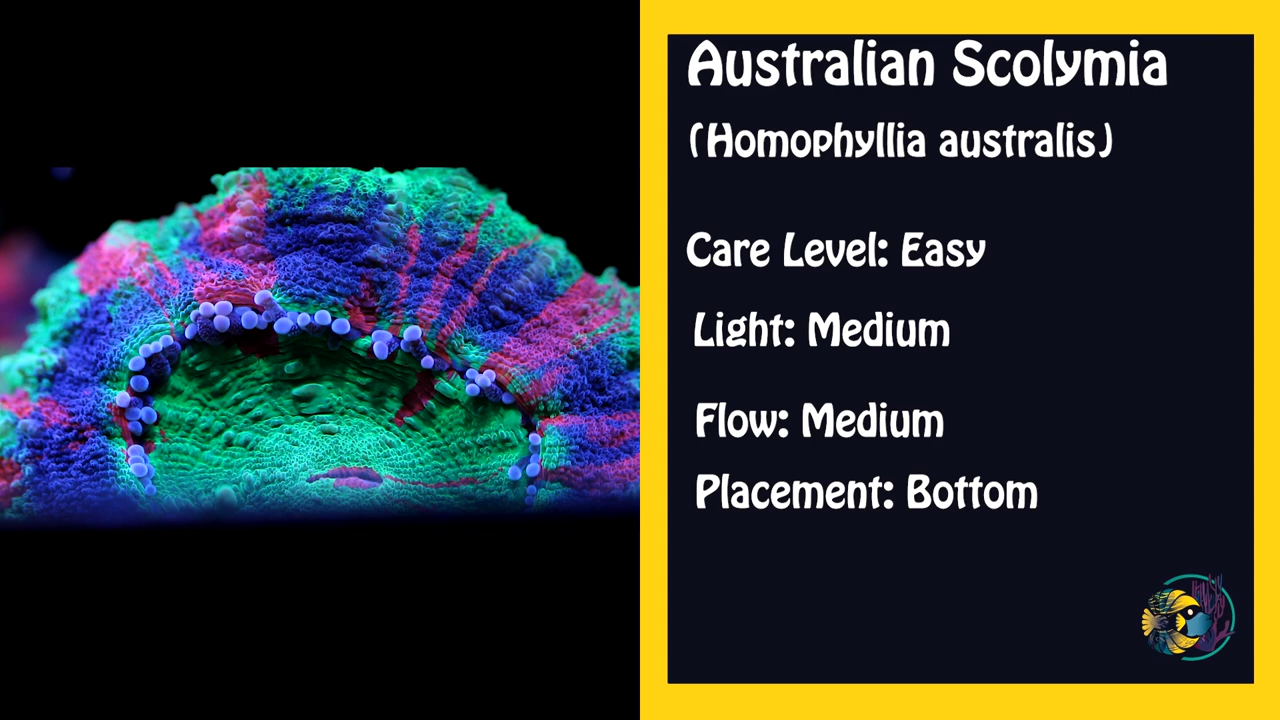 Australian Scolymia
(Homophyllia australis)
Care Level: Easy
Light: Medium
Flow: Medium
Placement: Bottom